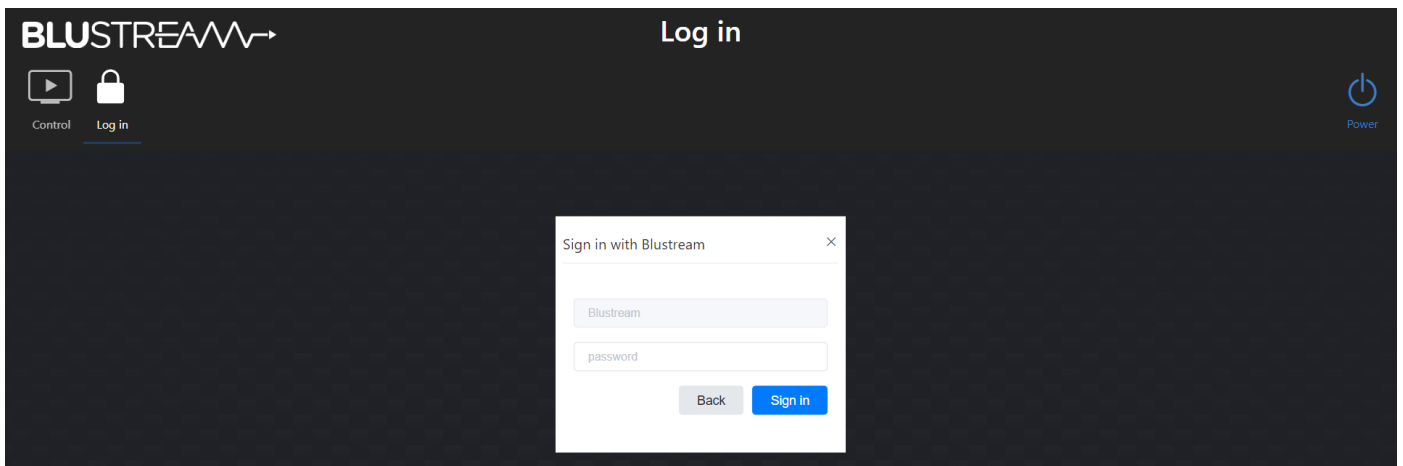 BLUSTREAM
Log in
Control
Log in
Power
Sign in with Blustream
Blustream
password
Back
Sign in